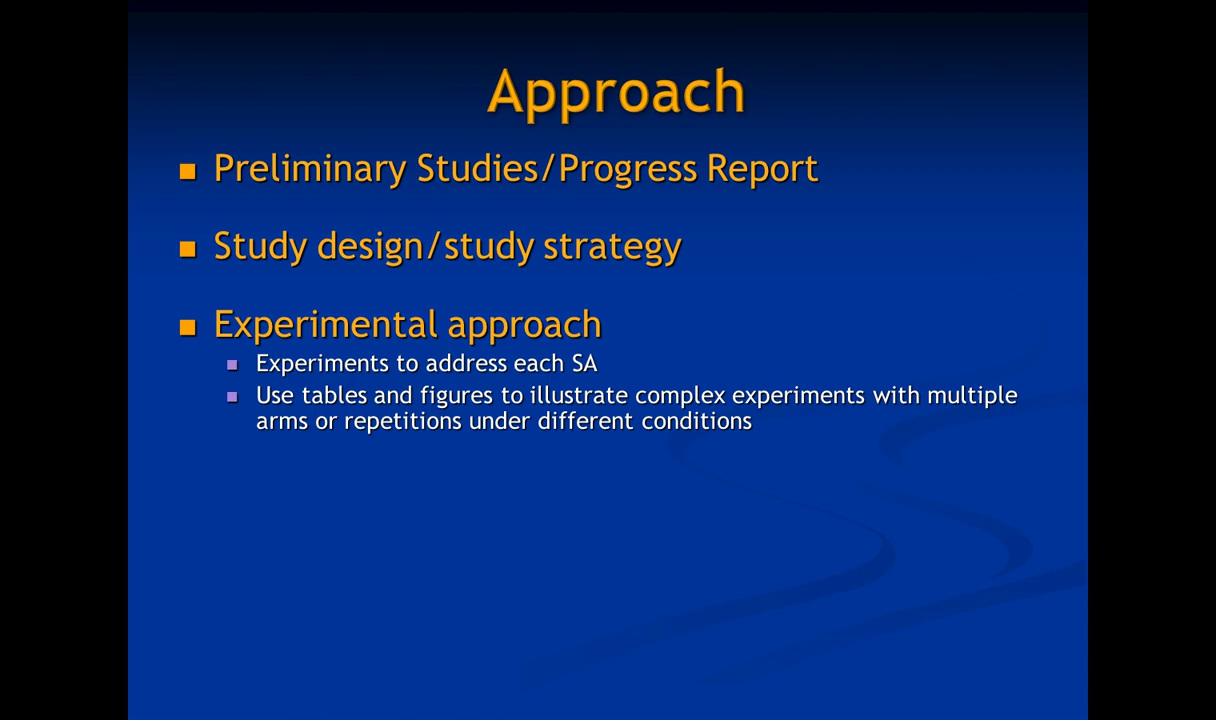 Approach
Preliminary Studies/Progress Report
Study design/study strategy
Experimental approach
Experiments to address each SA
Use tables and figures to illustrate complex experiments with multiple
arms or repetitions under different conditions